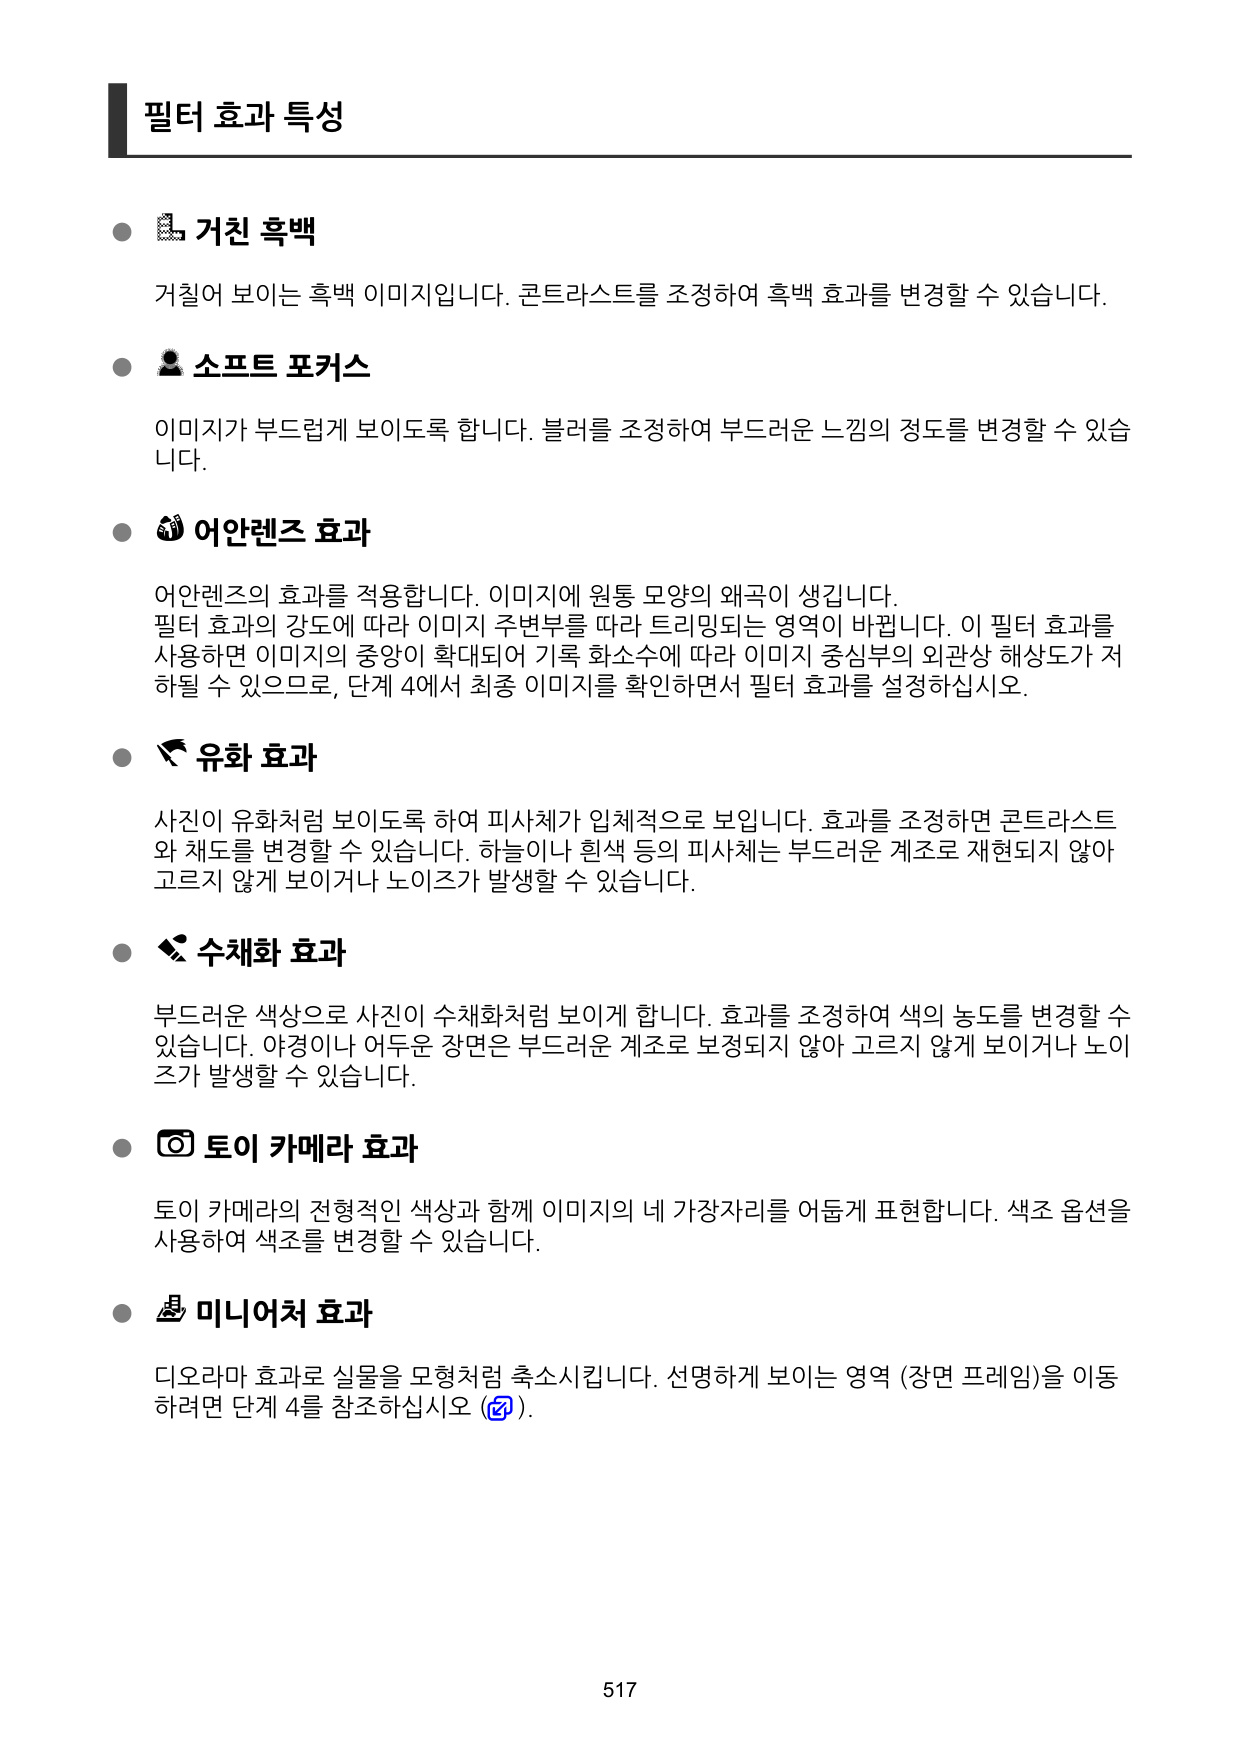 필터 효과 특성
거친 흑백
거칠어 보이는 흑백 이미지입니다. 콘트라스트를 조정하여 흑백 효과를 변경할 수 있습니다.
소프트 포커스
이미지가 부드럽게 보이도록 합니다. 블러를 조정하여 부드러운 느낌의 정도를 변경할 수 있습
니다.
어안렌즈 효과
어안렌즈의 효과를 적용합니다. 이미지에 원통 모양의 왜곡이 생깁니다.
필터 효과의 강도에 따라 이미지 주변부를 따라 트리밍되는 영역이 바뀝니다. 이 필터 효과를
사용하면 이미지의 중앙이 확대되어 기록 화소수에 따라 이미지 중심부의 외관상 해상도가 저
하될 수 있으므로, 단계 4에서 최종 이미지를 확인하면서 필터 효과를 설정하십시오.
유화 효과
사진이 유화처럼 보이도록 하여 피사체가 입체적으로 보입니다. 효과를 조정하면 콘트라스트
와 채도를 변경할 수 있습니다. 하늘이나 흰색 등의 피사체는 부드러운 계조로 재현되지 않아
고르지 않게 보이거나 노이즈가 발생할 수 있습니다.
수채화 효과
부드러운 색상으로 사진이 수채화처럼 보이게 합니다. 효과를 조정하여 색의 농도를 변경할 수
있습니다. 야경이나 어두운 장면은 부드러운 계조로 보정되지 않아 고르지 않게 보이거나 노이
즈가 발생할 수 있습니다.
토이 카메라 효과
토이 카메라의 전형적인 색상과 함께 이미지의 네 가장자리를 어둡게 표현합니다. 색조 옵션을
사용하여 색조를 변경할 수 있습니다.
미니어처 효과
디오라마 효과로 실물을 모형처럼 축소시킵니다. 선명하게 보이는 영역 (장면 프레임)을 이동
하려면 단계 4를 참조하십시오 ( ).
517